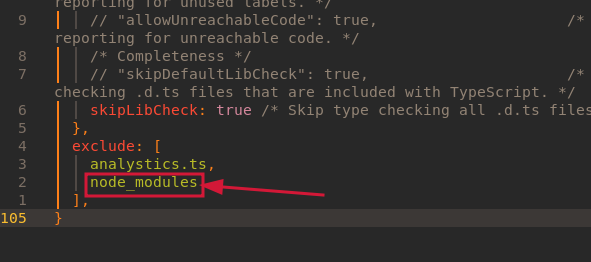 reporting for unused labels. */
9 // "allowUnreachableCode": true, /*
reporting for unreachable code. */
8 /* Completeness */
7 // "skipDefaultLibCheck": true, /*
checking .d.ts files that are included with TypeScript. */
6 skipLibCheck: true /* Skip type checking all .d.ts files
5 },
4 exclude: [
3 analystics.ts,
2 node_modules
1 ],
105 }